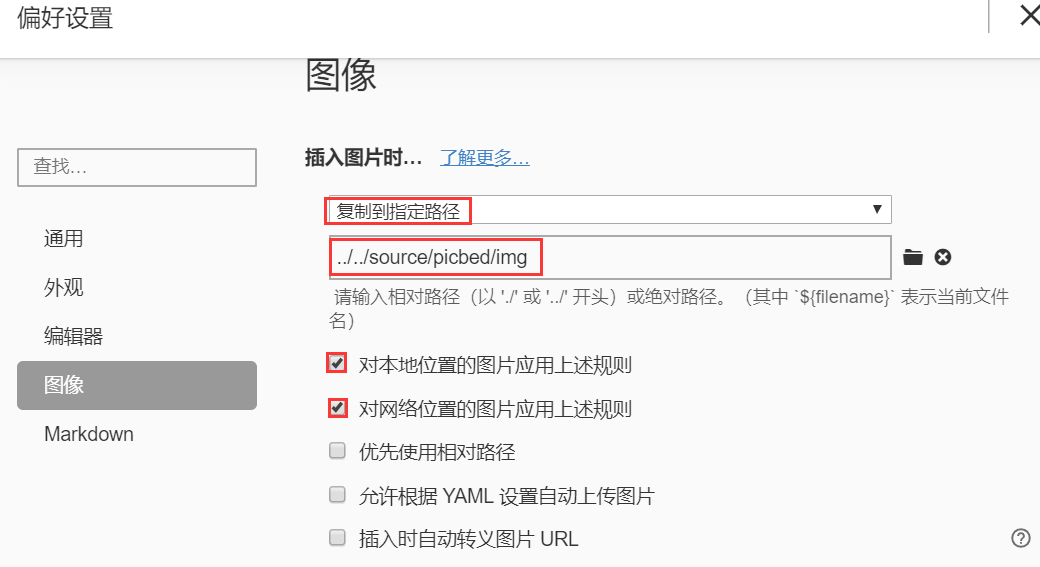 偏好设置
图像
插入图片时… 了解更多…
查找…
复制到指定路径
../../source/picbed/img
请输入相对路径（以 './' 或 '../' 开头）或绝对路径。（其中 `${filename}` 表示当前文件
名）
通用
外观
编辑器
图像
Markdown
对本地位置的图片应用上述规则
对网络位置的图片应用上述规则
优先使用相对路径
允许根据 YAML 设置自动上传图片
插入时自动转义图片 URL